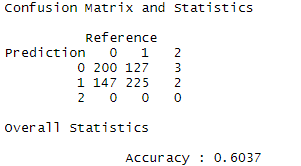 Confusion Matrix and Statistics
Reference
Prediction 0 1 2
0 200 127 3
1 147 225 2
2 0 0 0
Overall Statistics
Accuracy : 0.6037